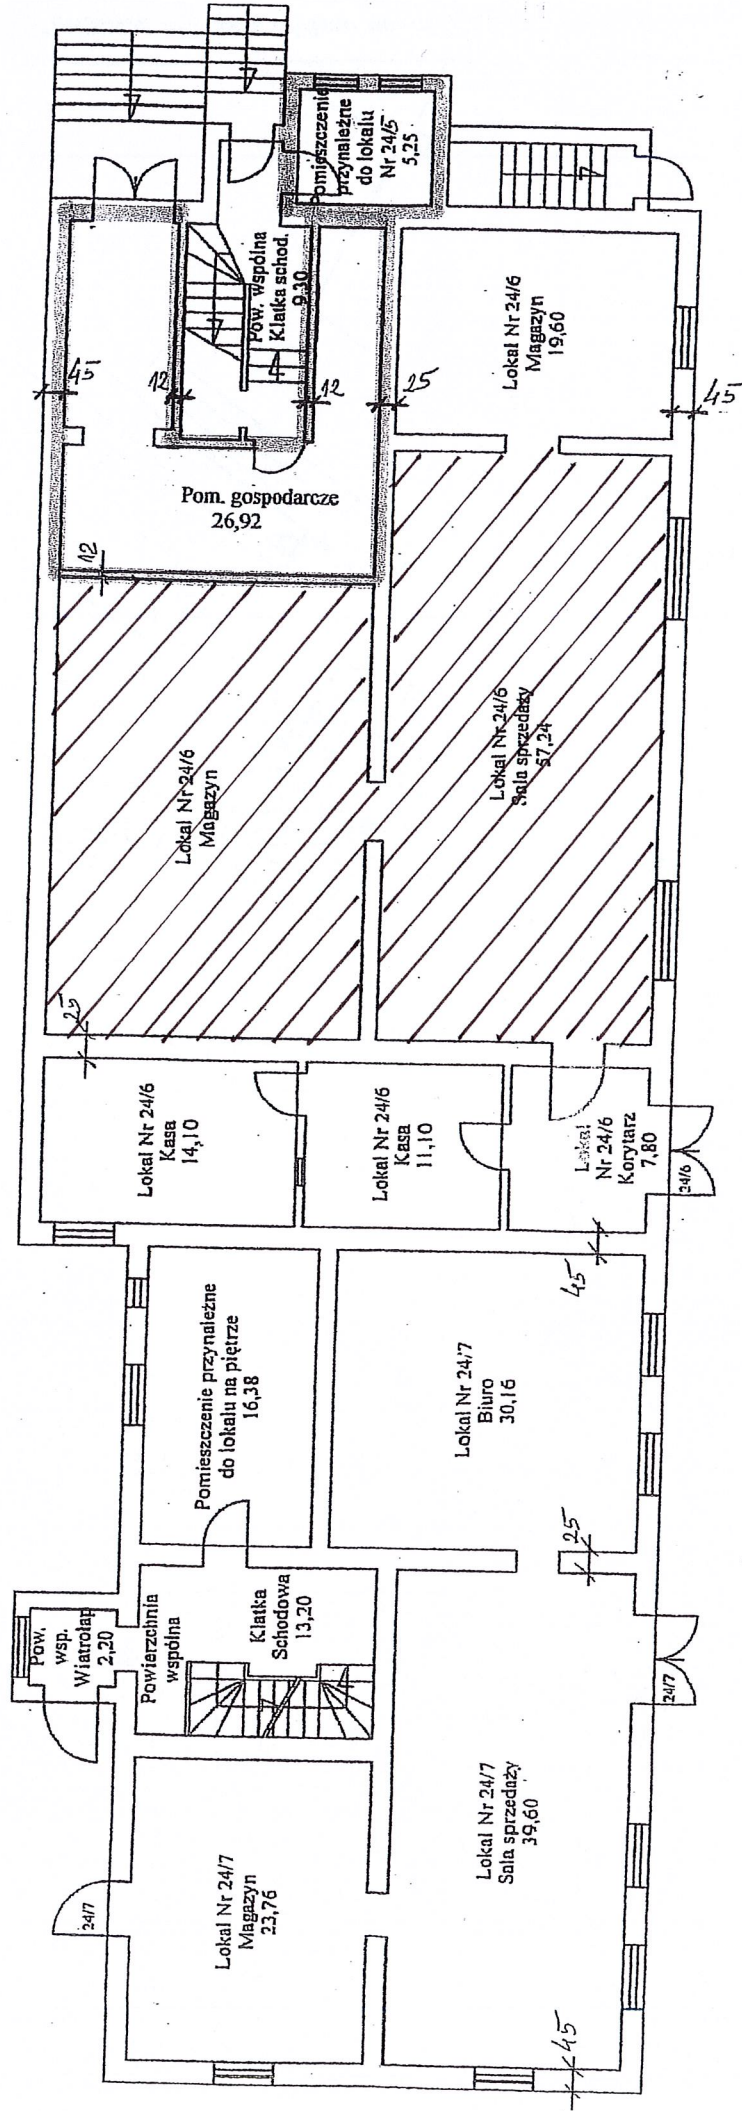 Pomieszczenie
przynależne
do lokalu
Nr 24/5
5,25
Pow. wspólna
Klatka schod.
9,30
Lokal Nr 24/6
Magazyn
19,60
45
12
12
25
45
Pom. gospodarcze
26,92
12
Lokal Nr 24/6
Magazyn
Lokal Nr 24/6
Sala sprzedaży
57,24
25
Lokal Nr 24/6
Kasa
14,10
Lokal Nr 24/6
Kasa
11,10
Lokal
Nr 24/6
Korytarz
7,80
24/6
45
Pomieszczenie przynależne
do lokalu na piętrze
16,38
Lokal Nr 24/7
Biuro
30,16
25
Pow.
wsp.
Wiatrołap
2,20
Powierzchnia
wspólna
Klatka
Schodowa
13,20
24/7
Lokal Nr 24/7
Magazyn
23,76
24/7
Lokal Nr 24/7
Sala sprzedaży
39,60
45